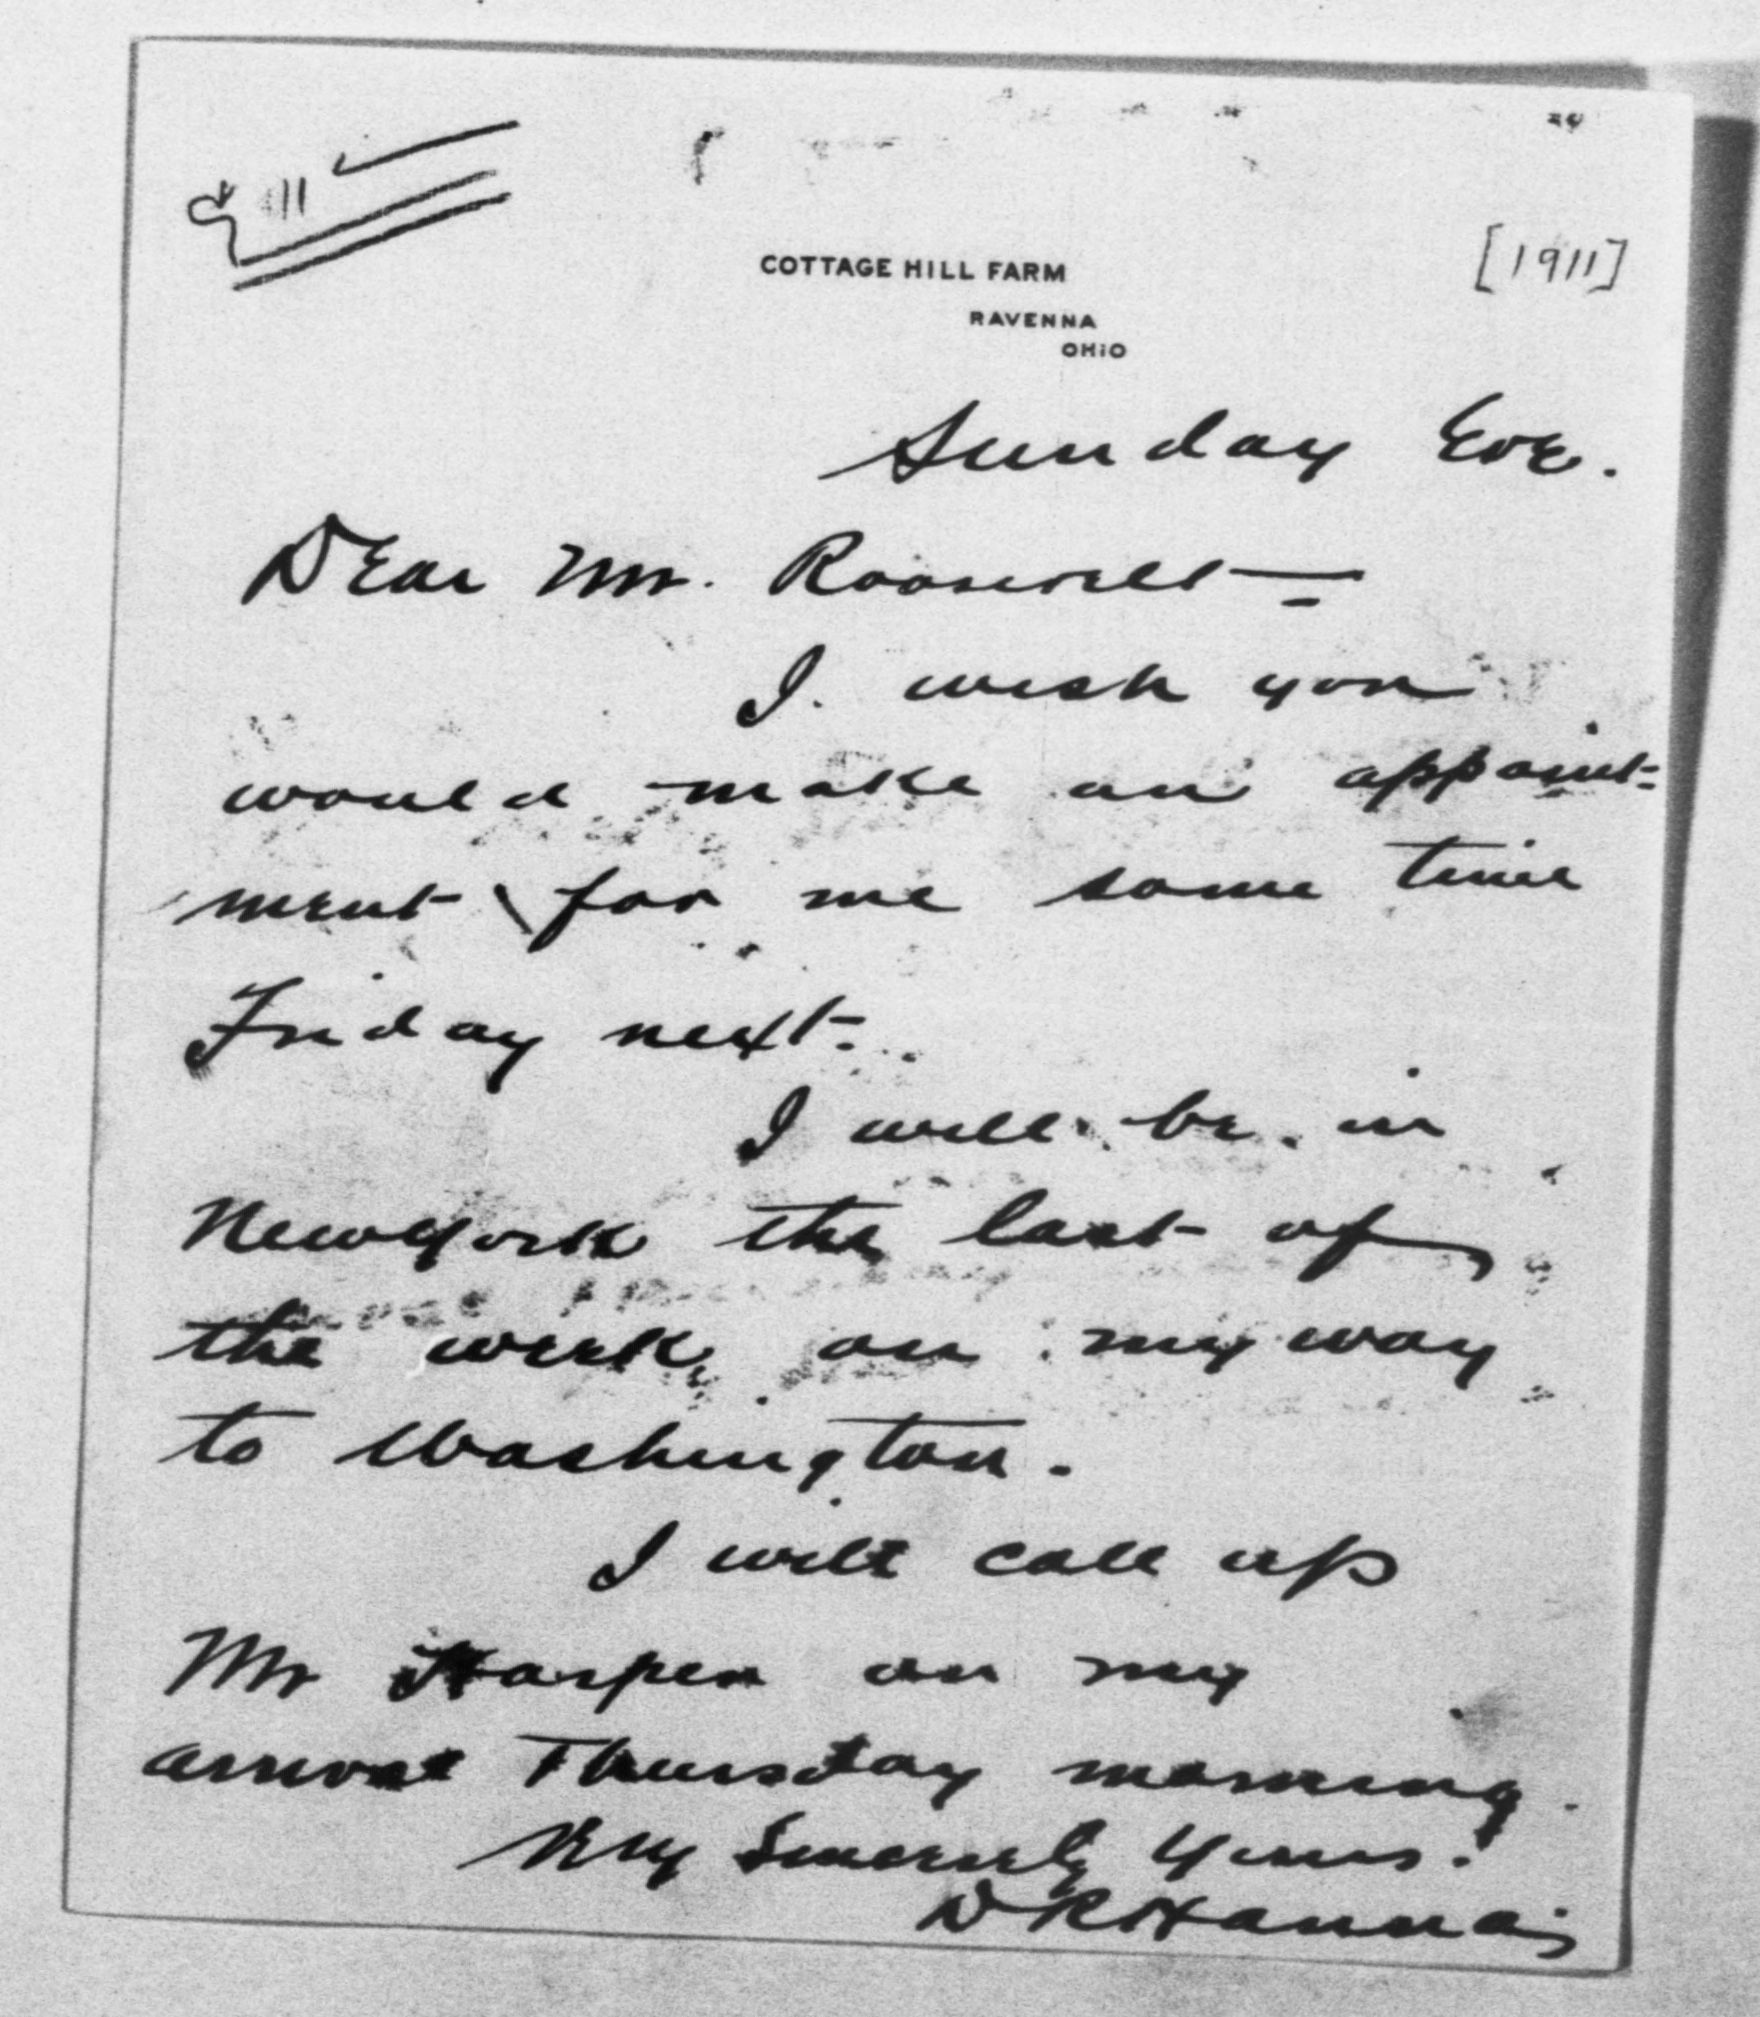 COTTAGE HILL FARM
[1911]
RAVENNA
OHIO
Sunday Eve.
Dear Mr. Roosevelt—
I wish you
would make an appoint-
ment for me some time
Friday next.
I will be in
New York the last of
the week, on my way
to Washington.
I will call up
Mr Harper on my
arrival Thursday morning.
Very Sincerely Yours.
D R Hanna